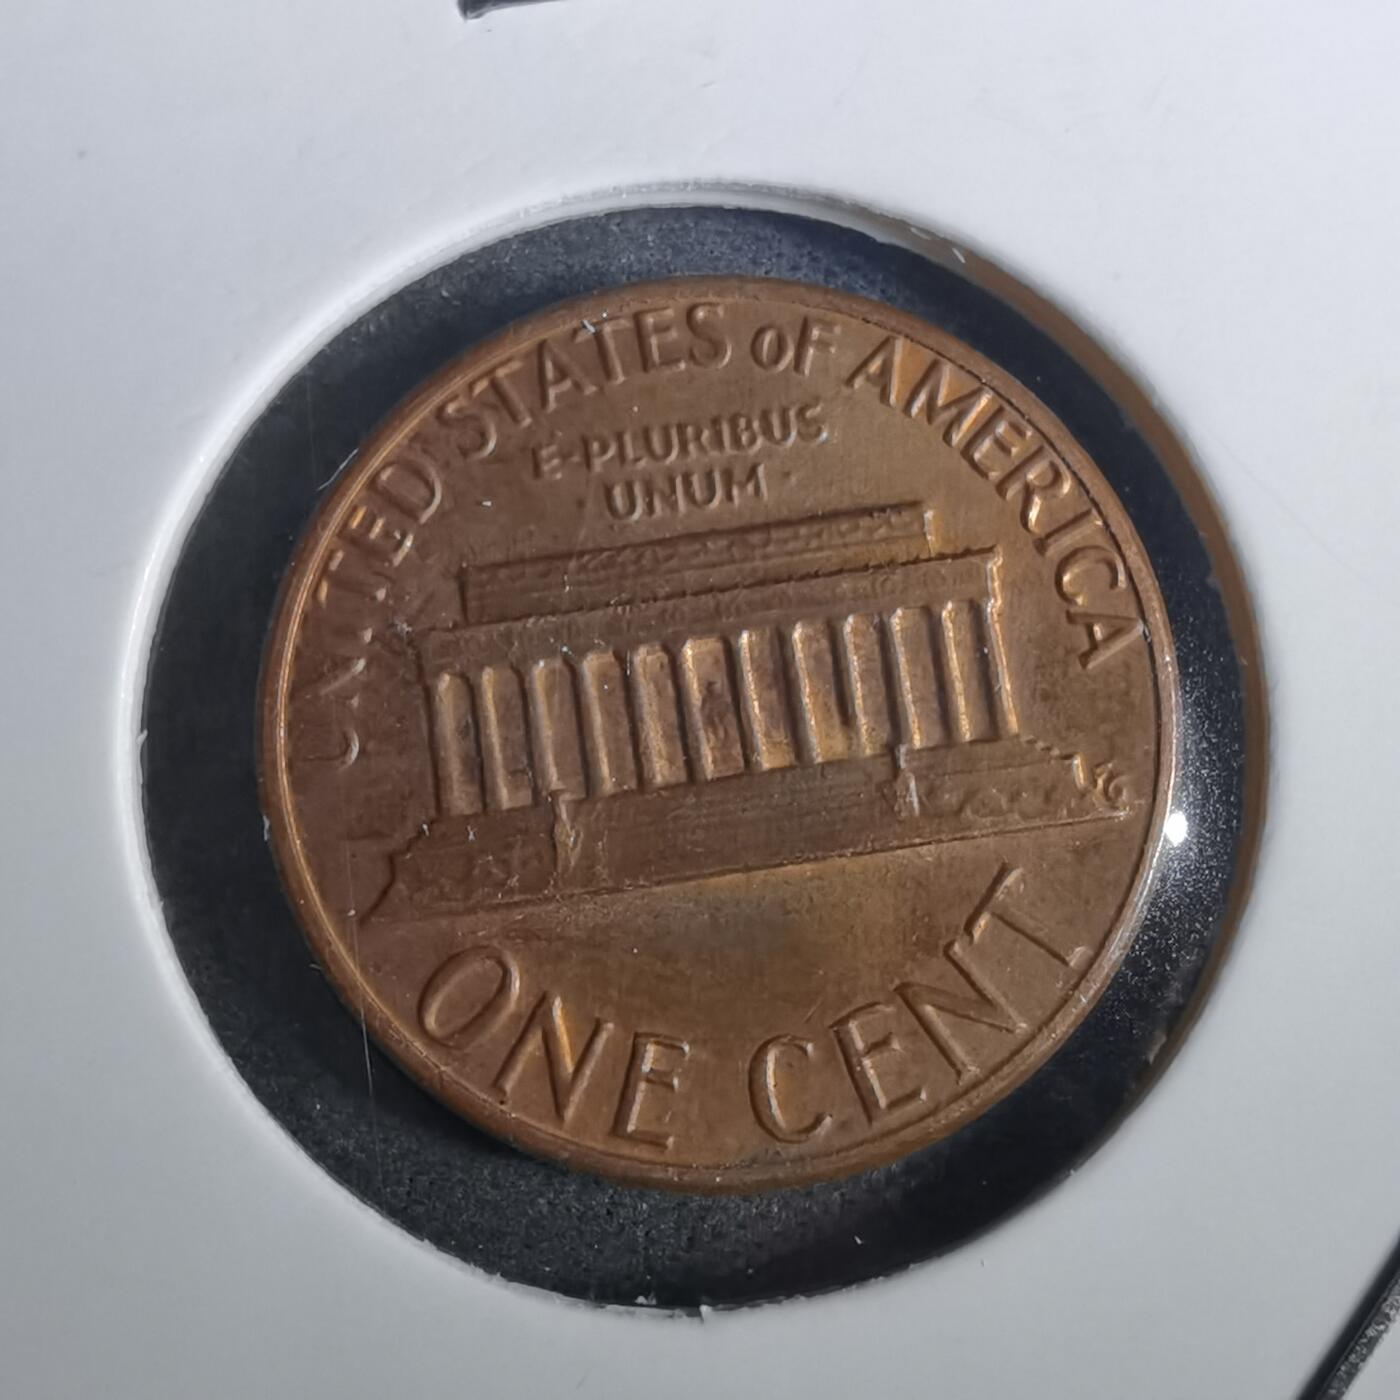 UNITED STATES OF AMERICA
E·PLURIBUS
·UNUM·
ONE CENT